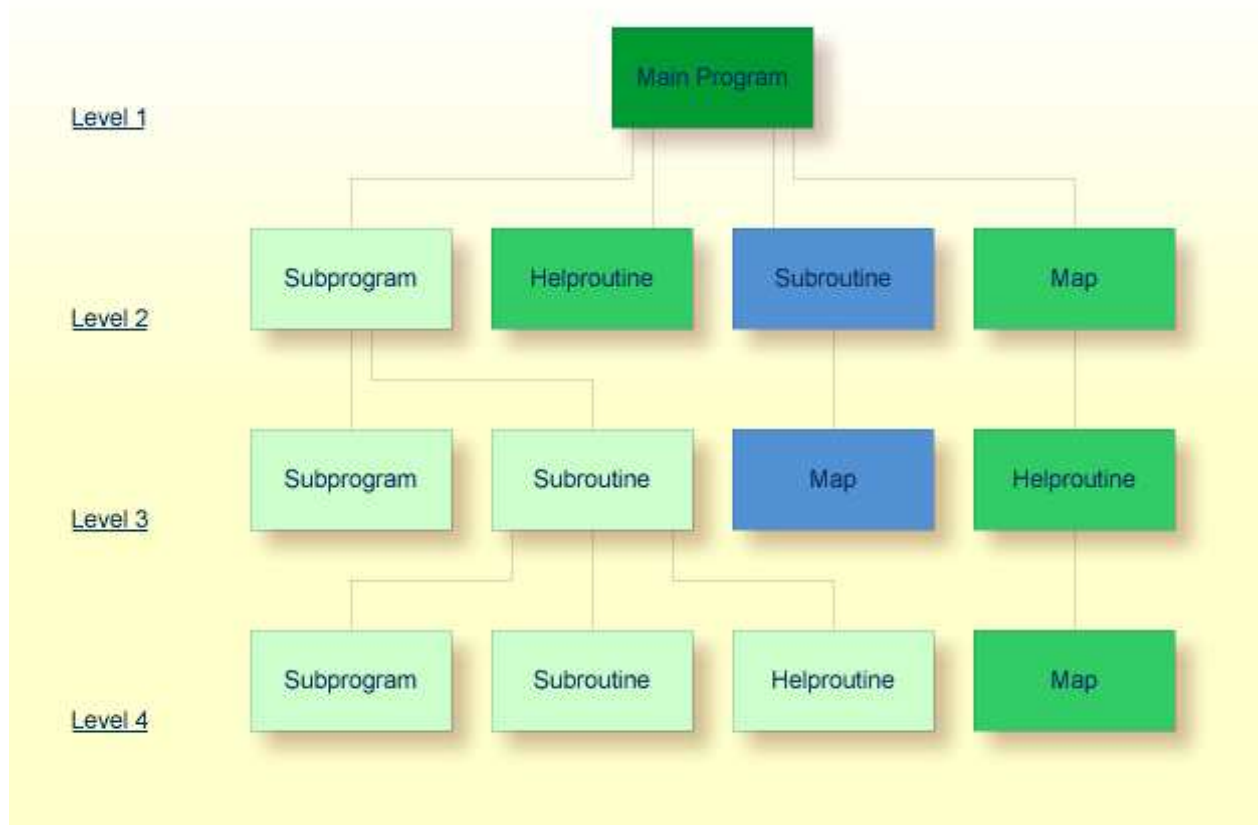 Main Program
Level 1
Subprogram
Helproutine
Subroutine
Map
Level 2
Subprogram
Subroutine
Map
Helproutine
Level 3
Subprogram
Subroutine
Helproutine
Map
Level 4